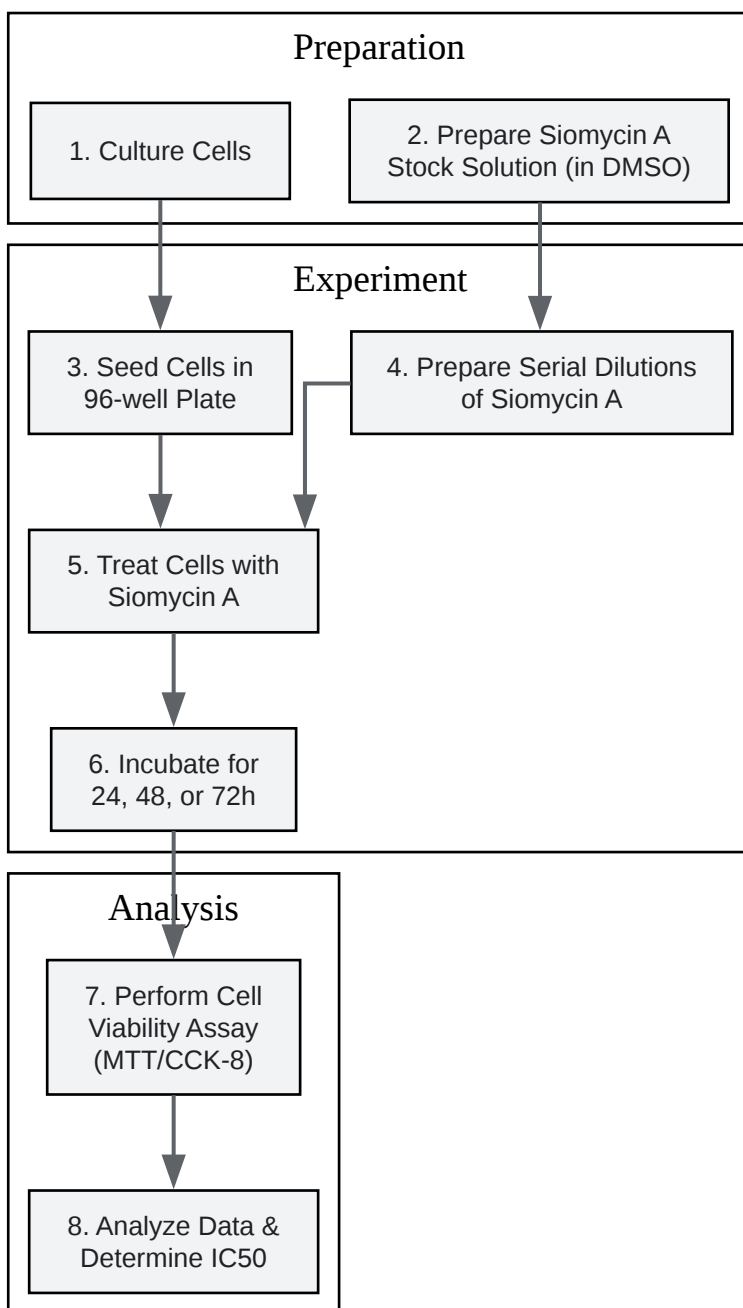 Preparation
1. Culture Cells
2. Prepare Siomycin A
Stock Solution (in DMSO)
Experiment
3. Seed Cells in
96-well Plate
4. Prepare Serial Dilutions
of Siomycin A
5. Treat Cells with
Siomycin A
6. Incubate for
24, 48, or 72h
Analysis
7. Perform Cell
Viability Assay
(MTT/CCK-8)
8. Analyze Data &
Determine IC50